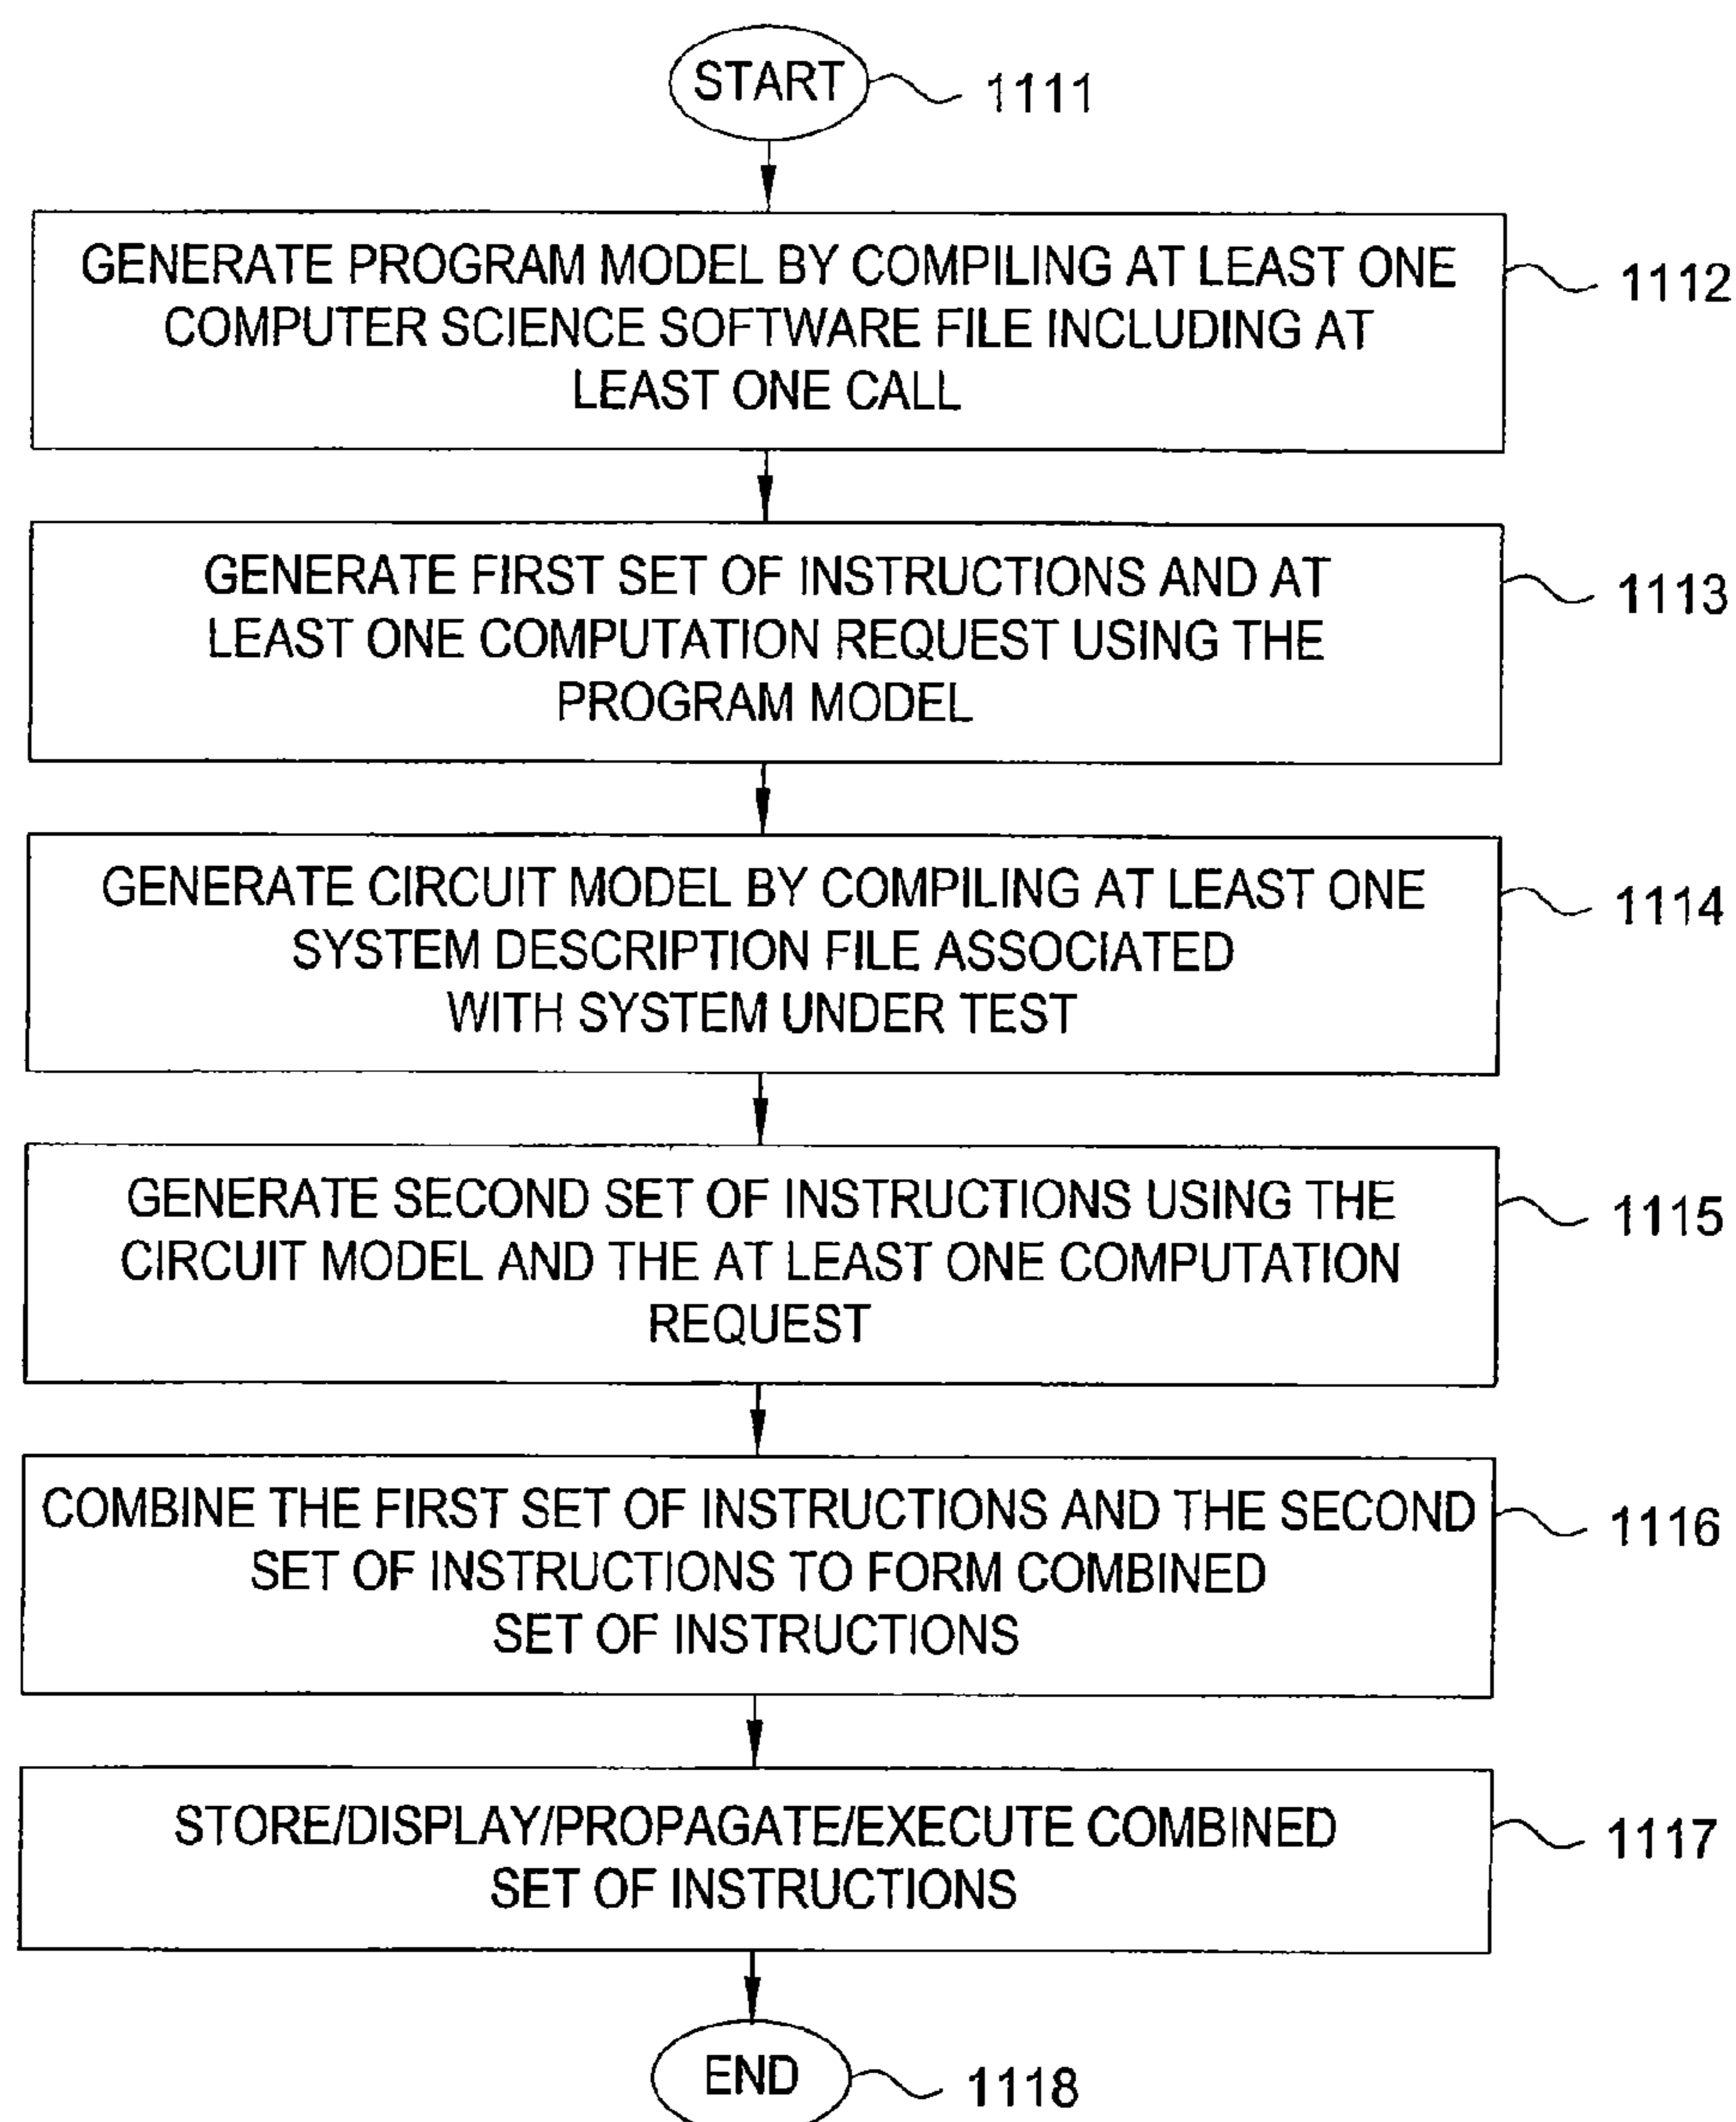 START
1111
GENERATE PROGRAM MODEL BY COMPILING AT LEAST ONE
COMPUTER SCIENCE SOFTWARE FILE INCLUDING AT
LEAST ONE CALL
1112
GENERATE FIRST SET OF INSTRUCTIONS AND AT
LEAST ONE COMPUTATION REQUEST USING THE
PROGRAM MODEL
1113
GENERATE CIRCUIT MODEL BY COMPILING AT LEAST ONE
SYSTEM DESCRIPTION FILE ASSOCIATED
WITH SYSTEM UNDER TEST
1114
GENERATE SECOND SET OF INSTRUCTIONS USING THE
CIRCUIT MODEL AND THE AT LEAST ONE COMPUTATION
REQUEST
1115
COMBINE THE FIRST SET OF INSTRUCTIONS AND THE SECOND
SET OF INSTRUCTIONS TO FORM COMBINED
SET OF INSTRUCTIONS
1116
STORE/DISPLAY/PROPAGATE/EXECUTE COMBINED
SET OF INSTRUCTIONS
1117
END
1118